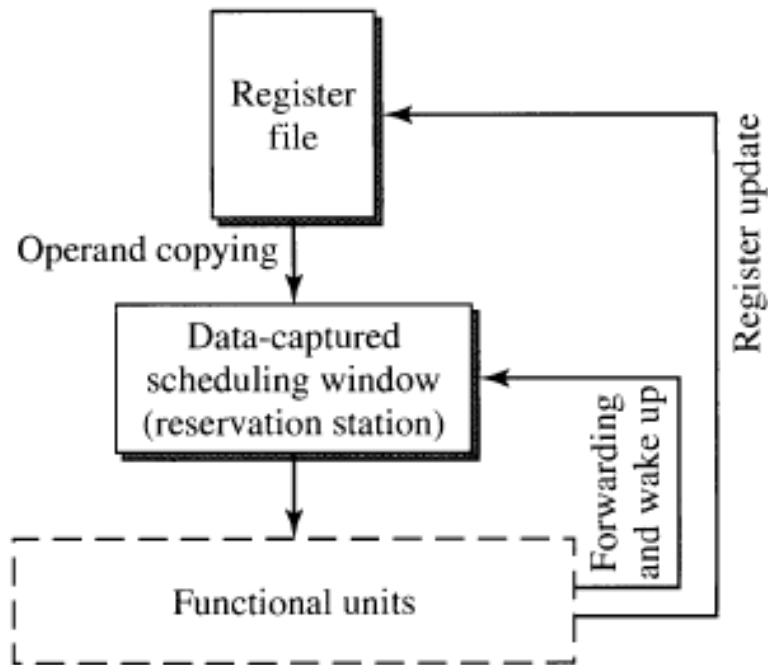 Register
file
Operand copying
Data-captured
scheduling window
(reservation station)
Functional units
Forwarding
and wake up
Register update